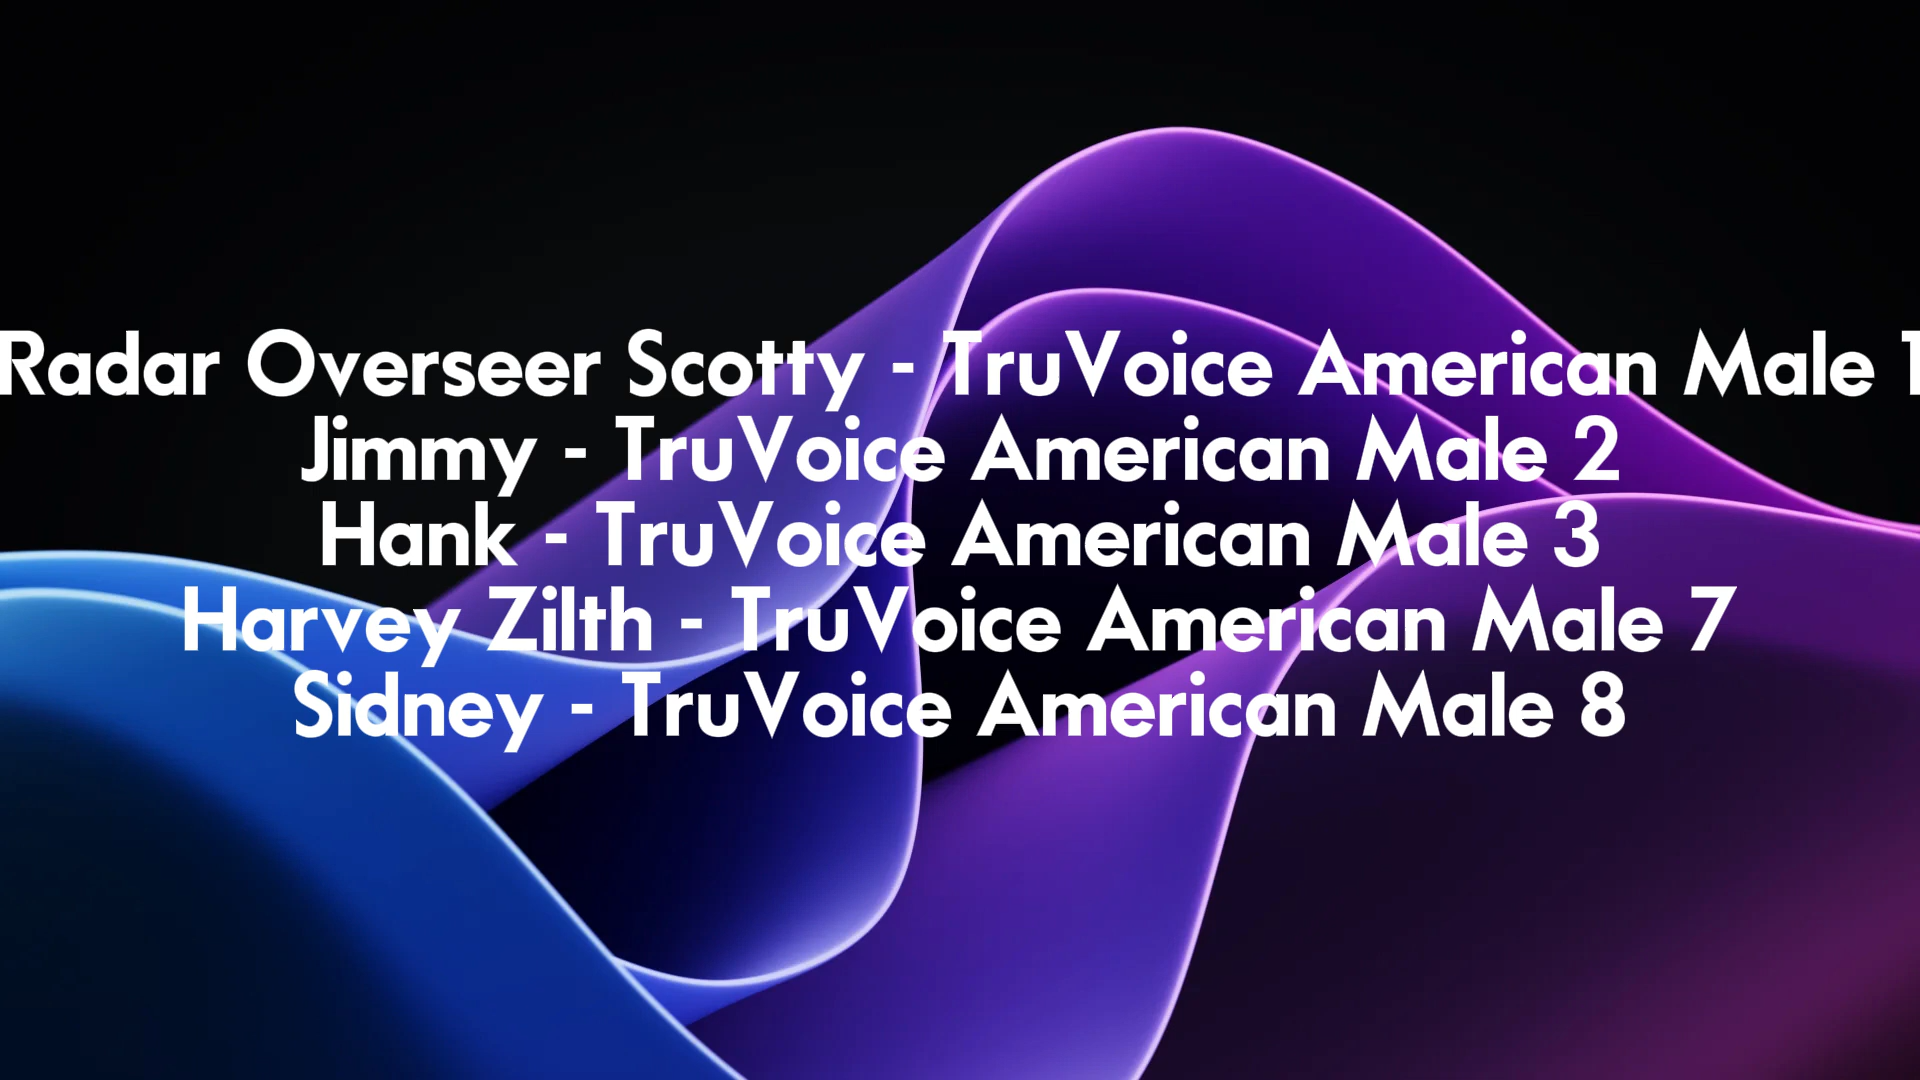 Radar Overseer Scotty - TruVoice American Male 1
Jimmy - TruVoice American Male 2
Hank - TruVoice American Male 3
Harvey Zilth - TruVoice American Male 7
Sidney - TruVoice American Male 8